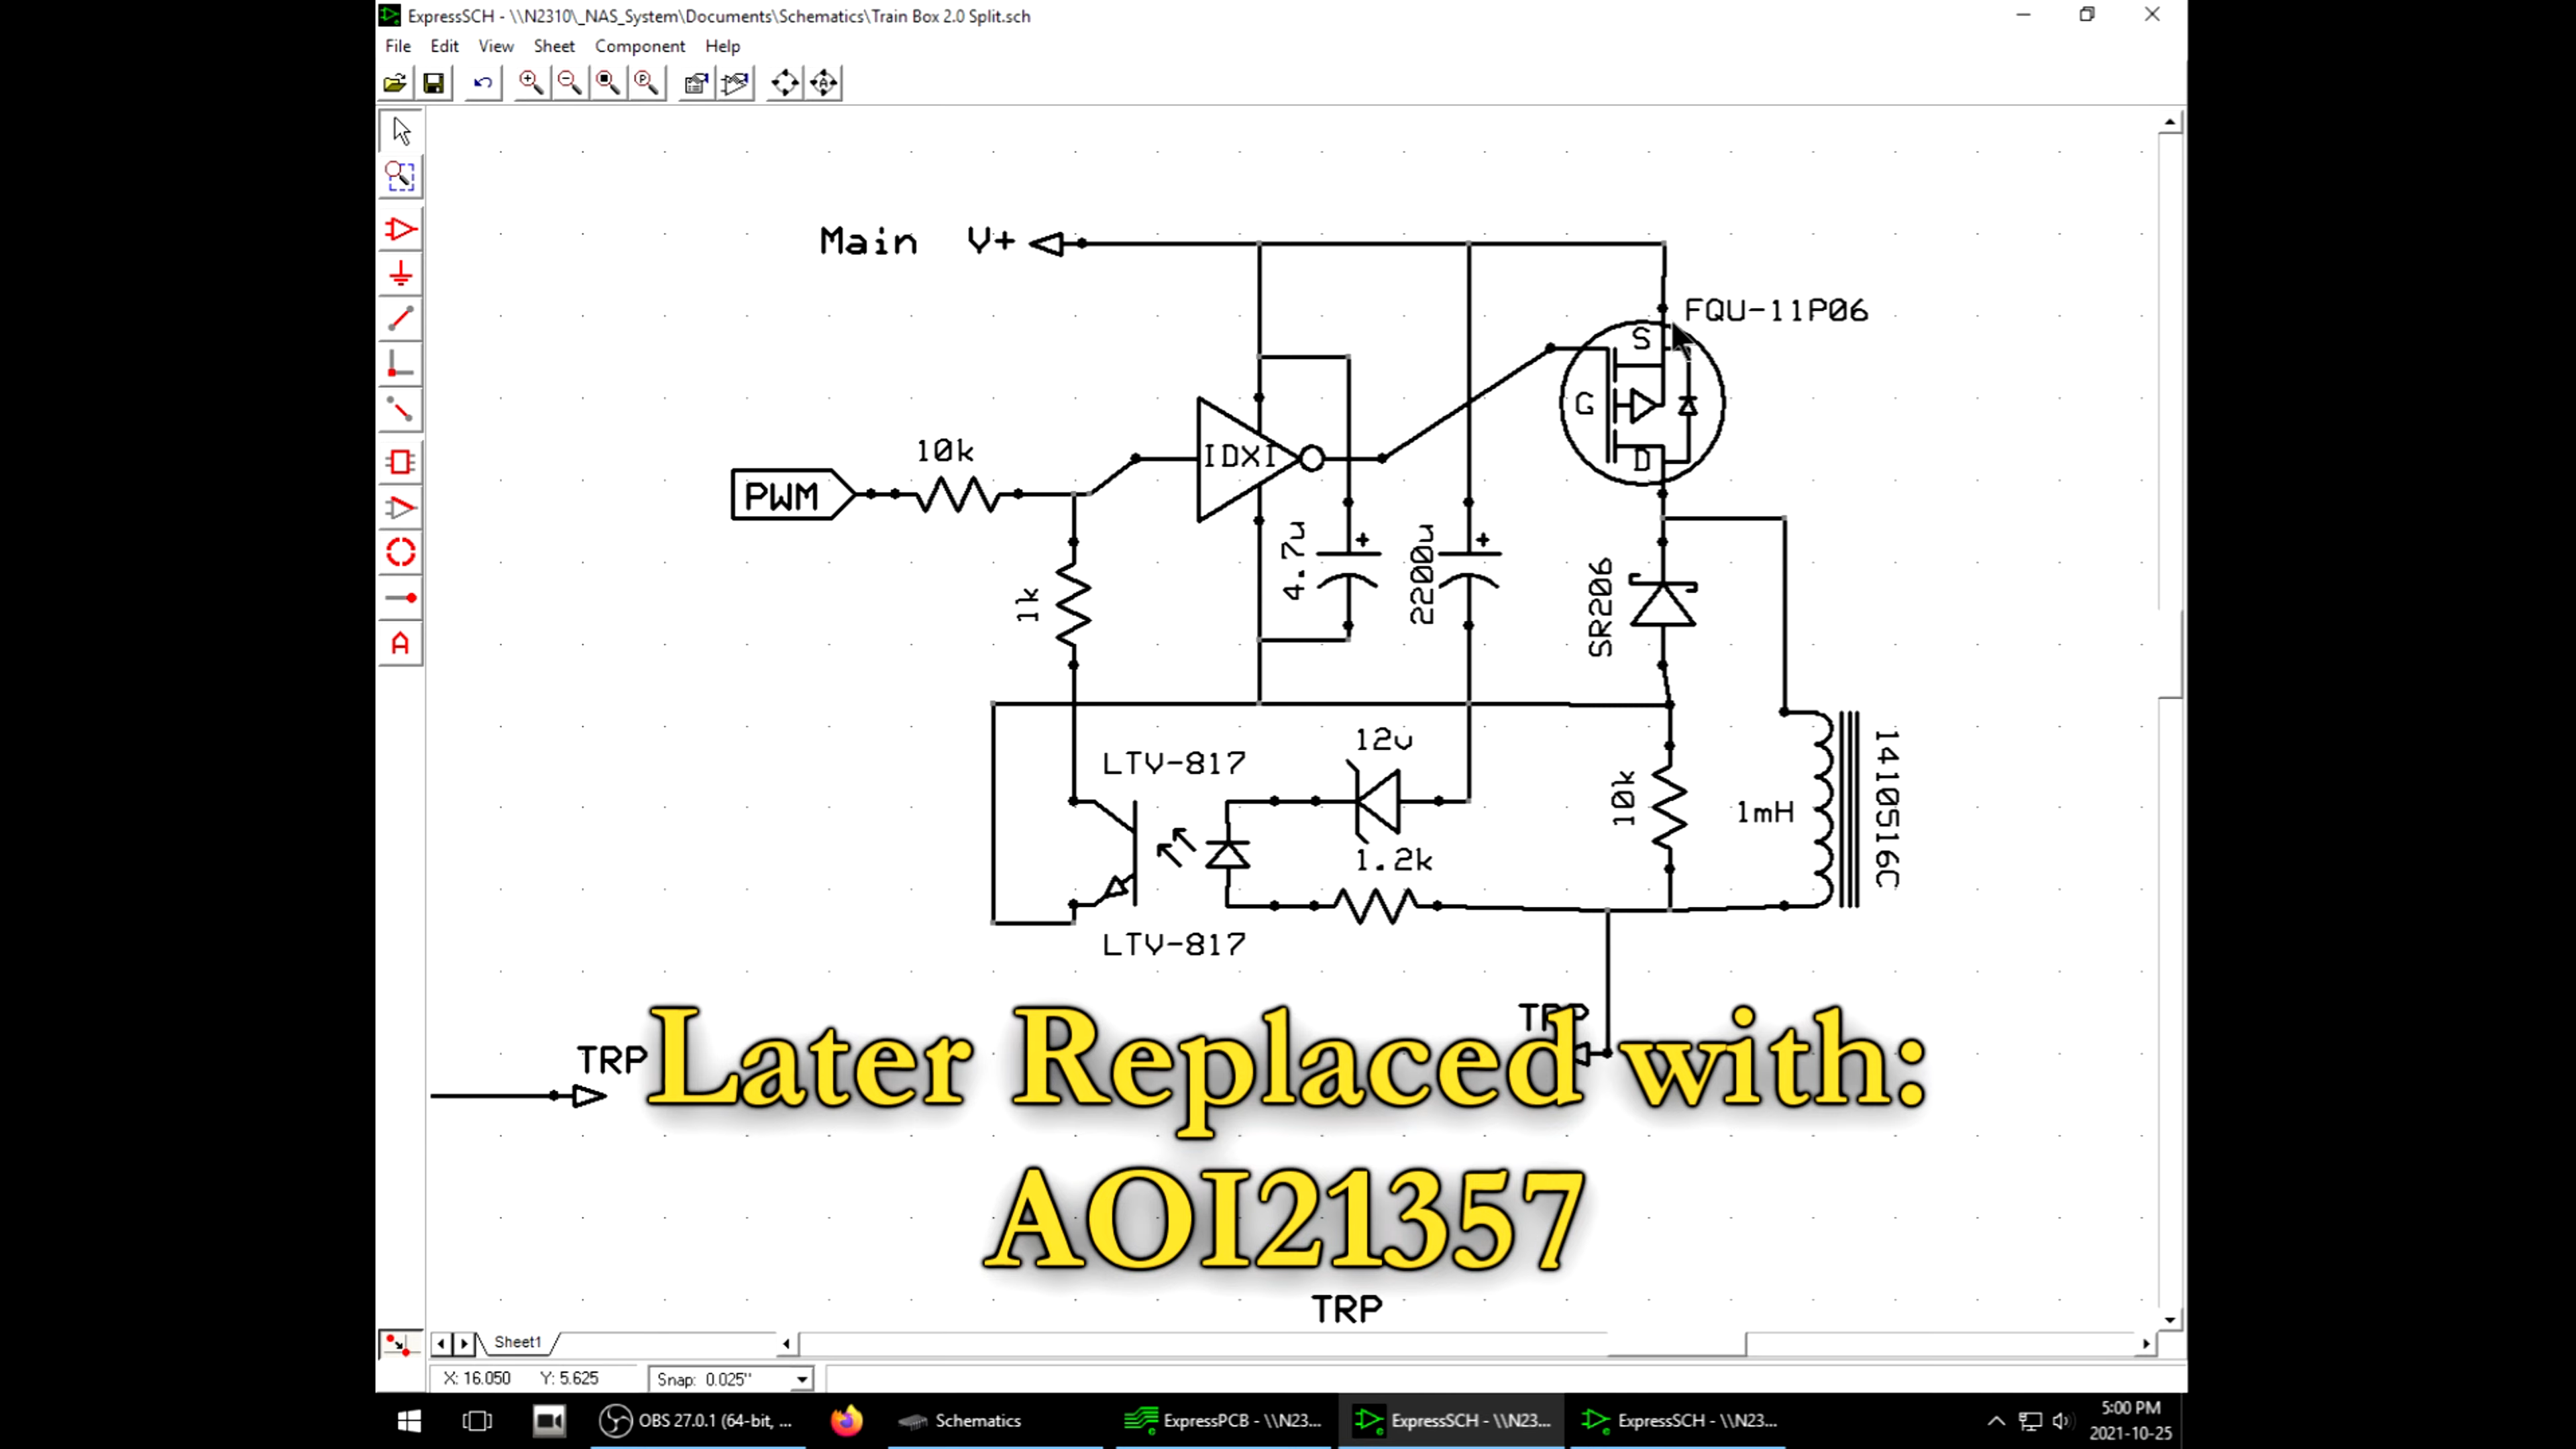 ExpressSCH - \\N2310\_NAS_System\Documents\Schematics\Train Box 2.0 Split.sch
File Edit View Sheet Component Help
Main V+
FQU-11P06
S
G
D
10k
PWM
IDXI
1k
4.7u
+
2200u
+
SR206
12v
LTV-817
10k
1mH
1410516C
1.2k
LTV-817
TRP
TRP
Later Replaced with:
AOI21357
TRP
Sheet1
X: 16.050 Y: 5.625 Snap: 0.025"
OBS 27.0.1 (64-bit, ... Schematics ExpressPCB - \\N23... ExpressSCH - \\N23... ExpressSCH - \\N23... 5:00 PM
2021-10-25